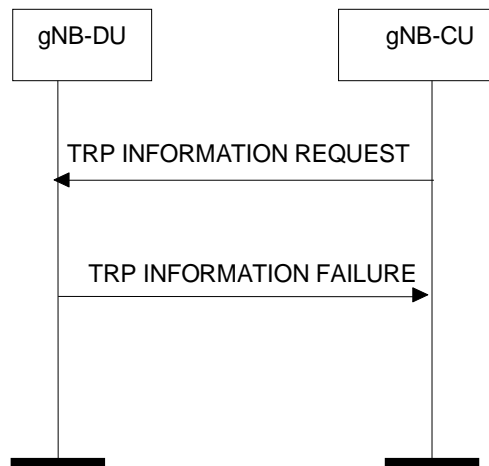 gNB-DU
gNB-CU
TRP INFORMATION REQUEST
TRP INFORMATION FAILURE